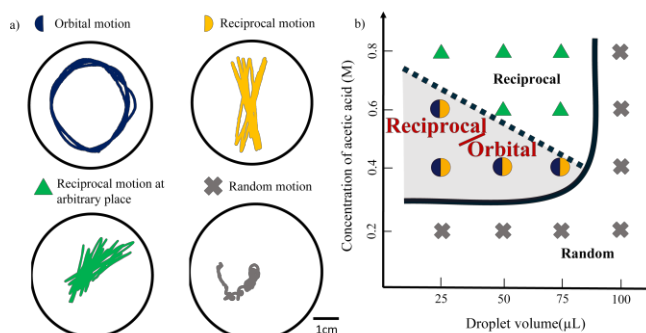 a)
Orbital motion
Reciprocal motion
Reciprocal motion at
arbitrary place
Random motion
1cm
b)
Concentration of acetic acid (M)
0.8
0.6
0.4
0.2
Reciprocal
Reciprocal
Orbital
Random
25
50
75
100
Droplet volume(μL)